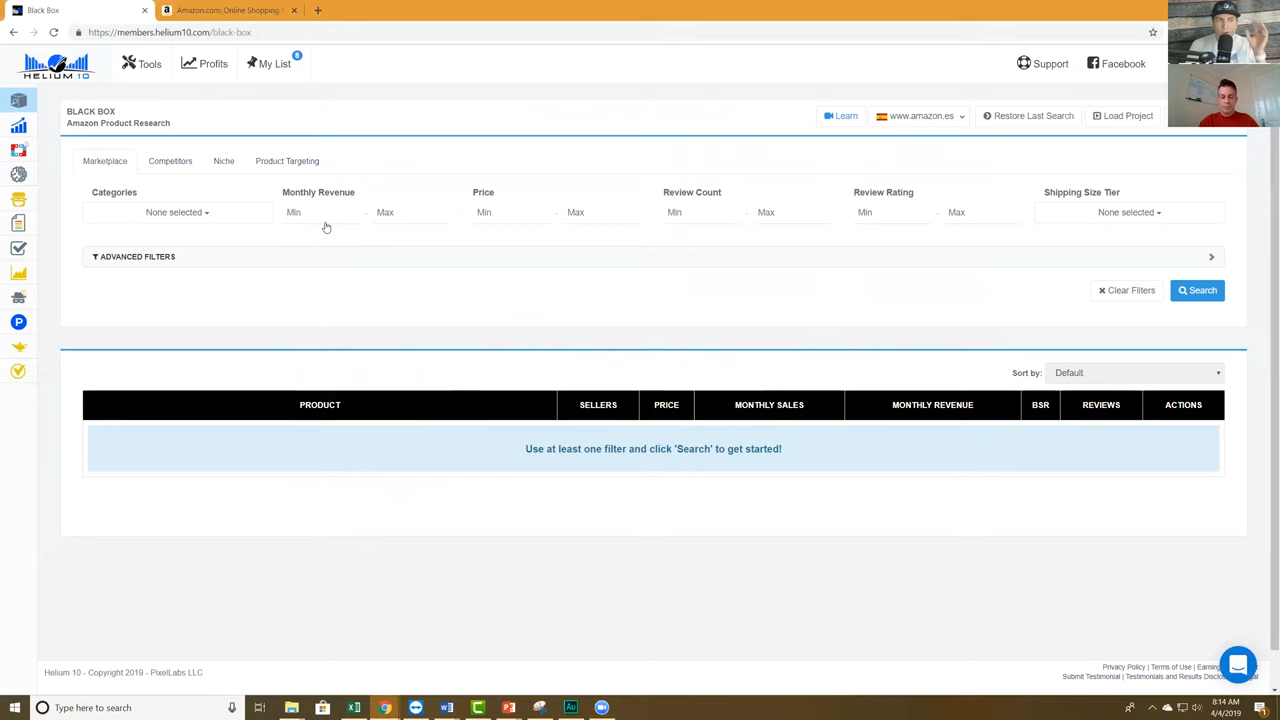 Black Box
Amazon.com: Online Shopping
https://members.helium10.com/black-box
HELIUM 10
Tools
Profits
My List
8
Support
Facebook
BLACK BOX
Amazon Product Research
Learn
www.amazon.es
Restore Last Search
Load Project
Marketplace
Competitors
Niche
Product Targeting
Categories
Monthly Revenue
Price
Review Count
Review Rating
Shipping Size Tier
None selected
Min - Max
Min - Max
Min - Max
Min - Max
None selected
ADVANCED FILTERS
Clear Filters
Search
Sort by: Default
PRODUCT
SELLERS
PRICE
MONTHLY SALES
MONTHLY REVENUE
BSR
REVIEWS
ACTIONS
Use at least one filter and click 'Search' to get started!
Helium 10 - Copyright 2019 - PixelLabs LLC
Privacy Policy | Terms of Use |
Submit Testimonial | Testimonials and Results
Type here to search
8:14 AM
4/4/2019